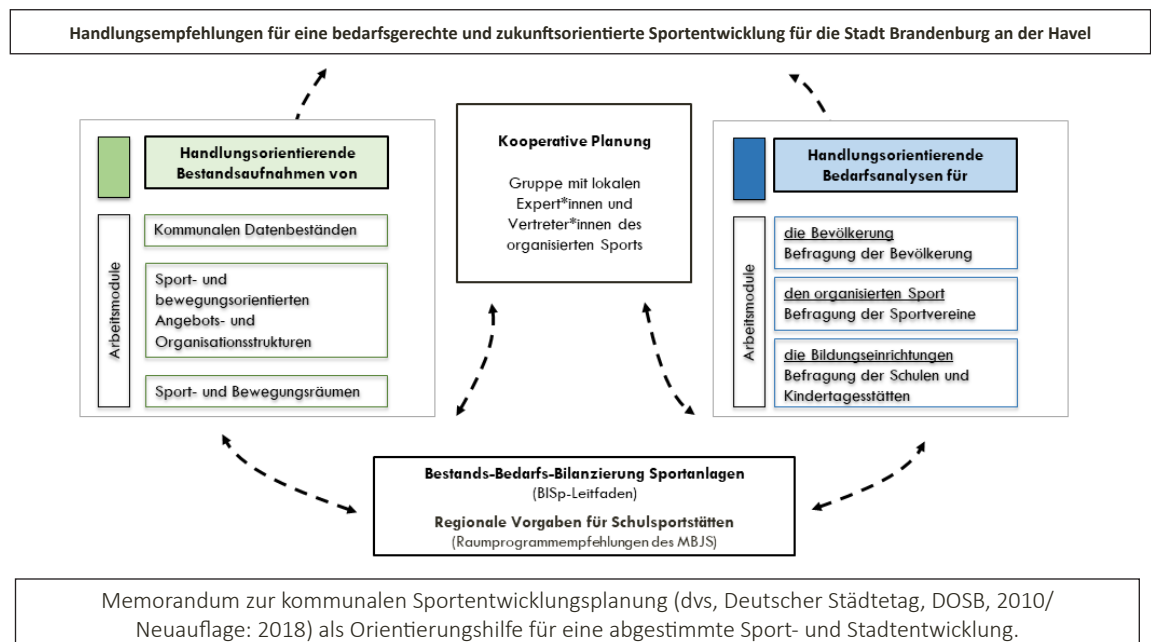 Handlungsempfehlungen für eine bedarfsgerechte und zukunftsorientierte Sportentwicklung für die Stadt Brandenburg an der Havel
Handlungsorientierende
Bestandsaufnahmen von
Arbeitsmodule
Kommunalen Datenbeständen
Sport- und
bewegungsorientierten
Angebots- und
Organisationsstrukturen
Sport- und Bewegungsräumen
Kooperative Planung
Gruppe mit lokalen
Expert*innen und
Vertreter*innen des
organisierten Sports
Handlungsorientierende
Bedarfsanalysen für
Arbeitsmodule
die Bevölkerung
Befragung der Bevölkerung
den organisierten Sport
Befragung der Sportvereine
die Bildungseinrichtungen
Befragung der Schulen und
Kindertagesstätten
Bestands-Bedarfs-Bilanzierung Sportanlagen
(BISp-Leitfaden)
Regionale Vorgaben für Schulsportstätten
(Raumprogrammempfehlungen des MBJS)
Memorandum zur kommunalen Sportentwicklungsplanung (dvs, Deutscher Städtetag, DOSB, 2010/
Neuauflage: 2018) als Orientierungshilfe für eine abgestimmte Sport- und Stadtentwicklung.